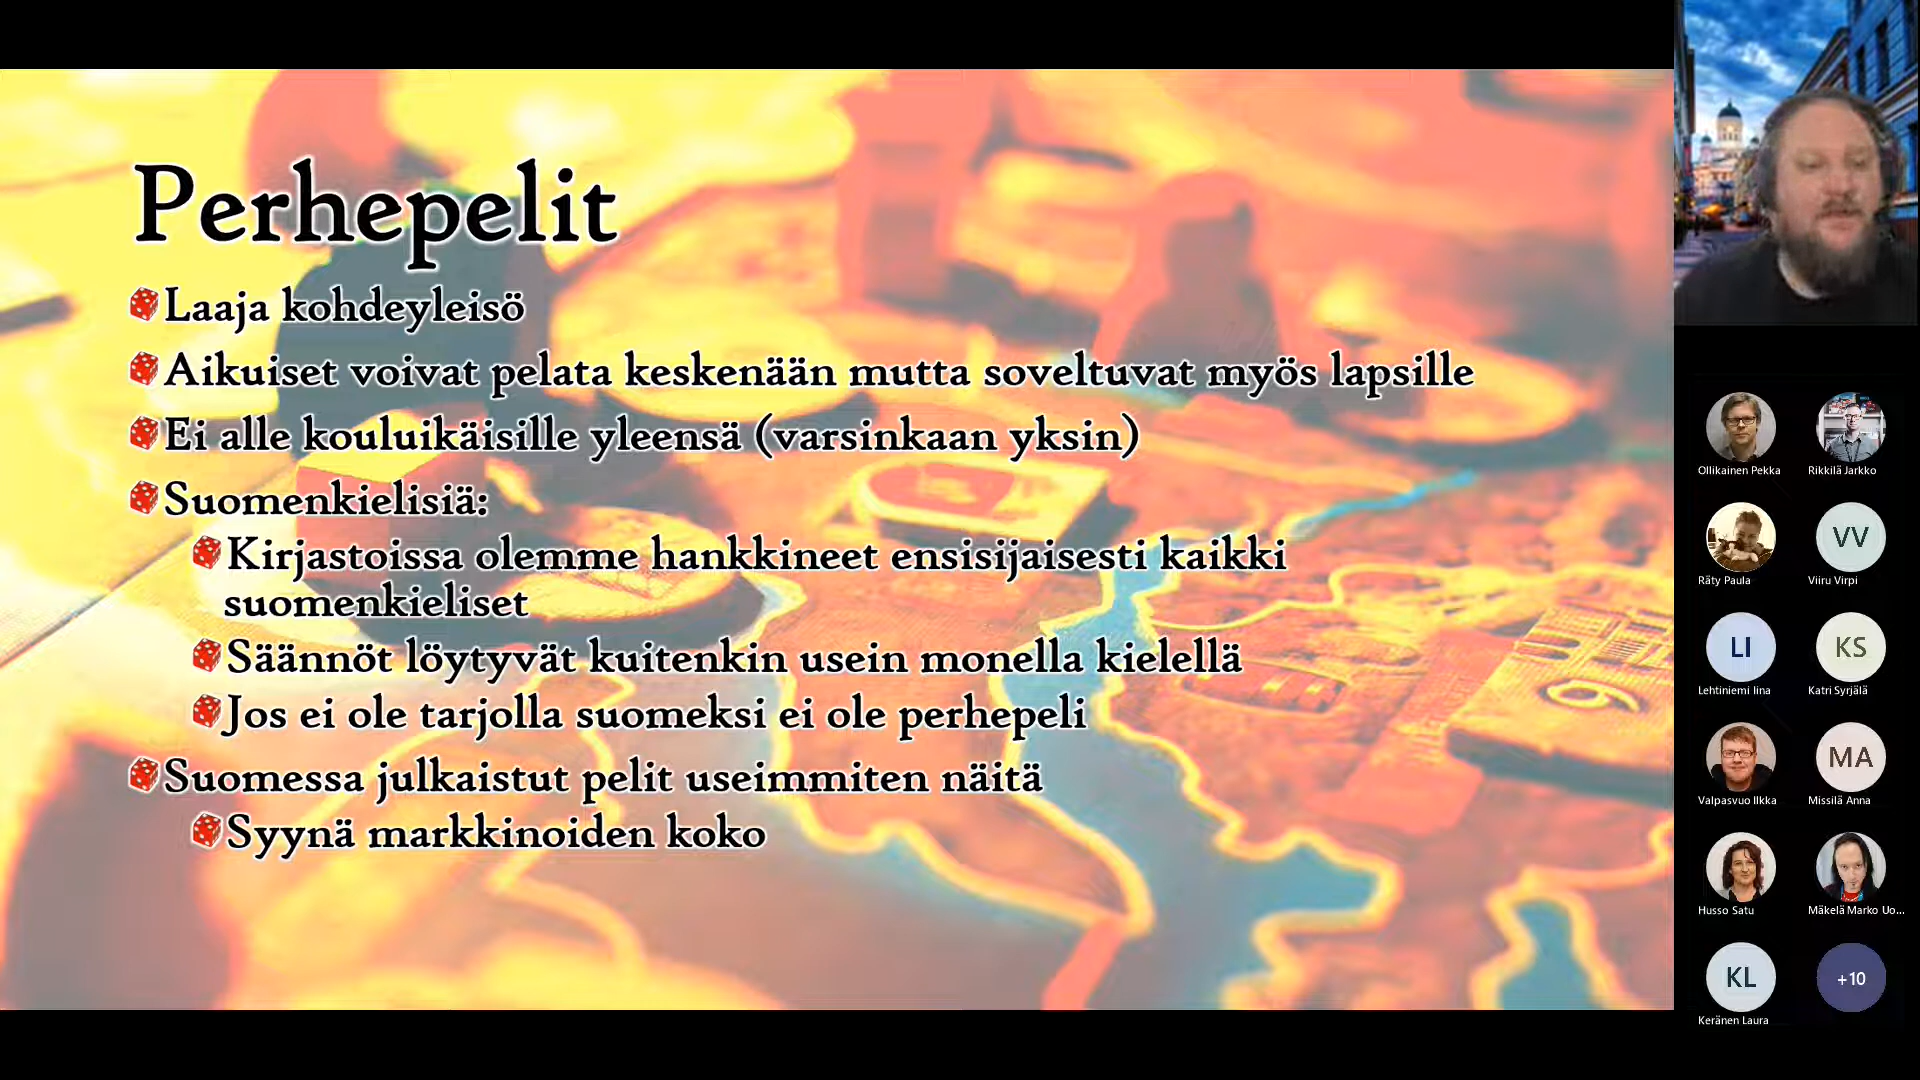 Perhepelit
Laaja kohdeyleisö
Aikuiset voivat pelata keskenään mutta soveltuvat myös lapsille
Ei alle kouluikäisille yleensä (varsinkaan yksin)
Suomenkielisiä:
Kirjastoissa olemme hankkineet ensisijaisesti kaikki
suomenkieliset
Säännöt löytyvät kuitenkin usein monella kielellä
Jos ei ole tarjolla suomeksi ei ole perhepeli
Suomessa julkaistut pelit useimmiten näitä
Syynä markkinoiden koko
9
Ollikainen Pekka
Rikkilä Jarkko
Räty Paula
VV
Viiru Virpi
LI
Lehtiniemi Iina
KS
Katri Syrjälä
Valpasvuo Ilkka
MA
Missilä Anna
Husso Satu
Mäkelä Marko Uo...
KL
Keränen Laura
+10